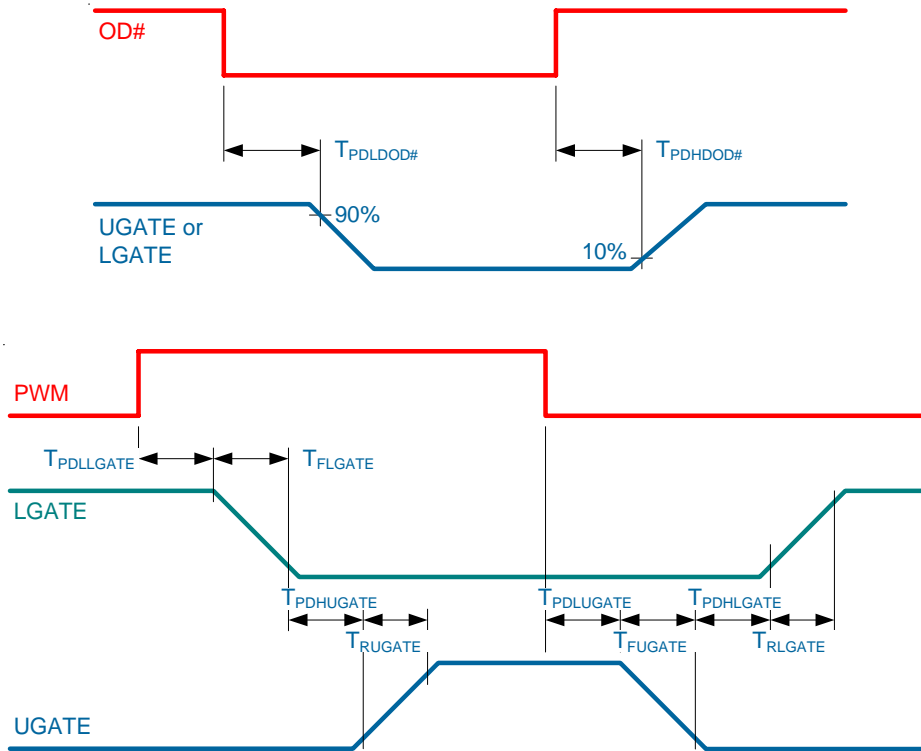 OD#
TPDLDOD#
TPDHDOD#
UGATE or
LGATE
90%
10%
PWM
TPDLLGATE
TFLGATE
LGATE
TPDHUGATE
TPDLUGATE
TPDHLGATE
TRUGATE
TFUGATE
TRLGATE
UGATE